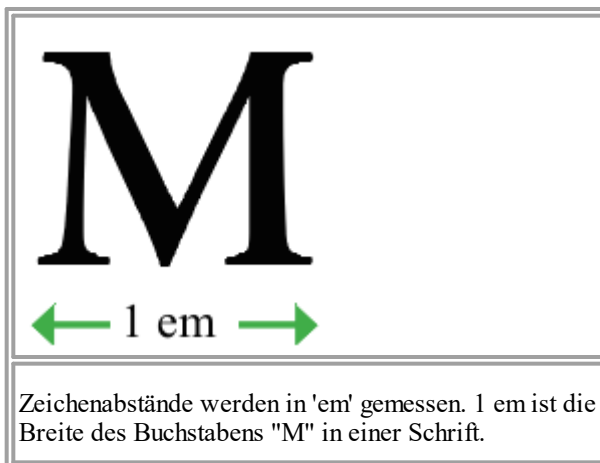 M
1 em
Zeichenabstände werden in 'em' gemessen. 1 em ist die
Breite des Buchstabens "M" in einer Schrift.